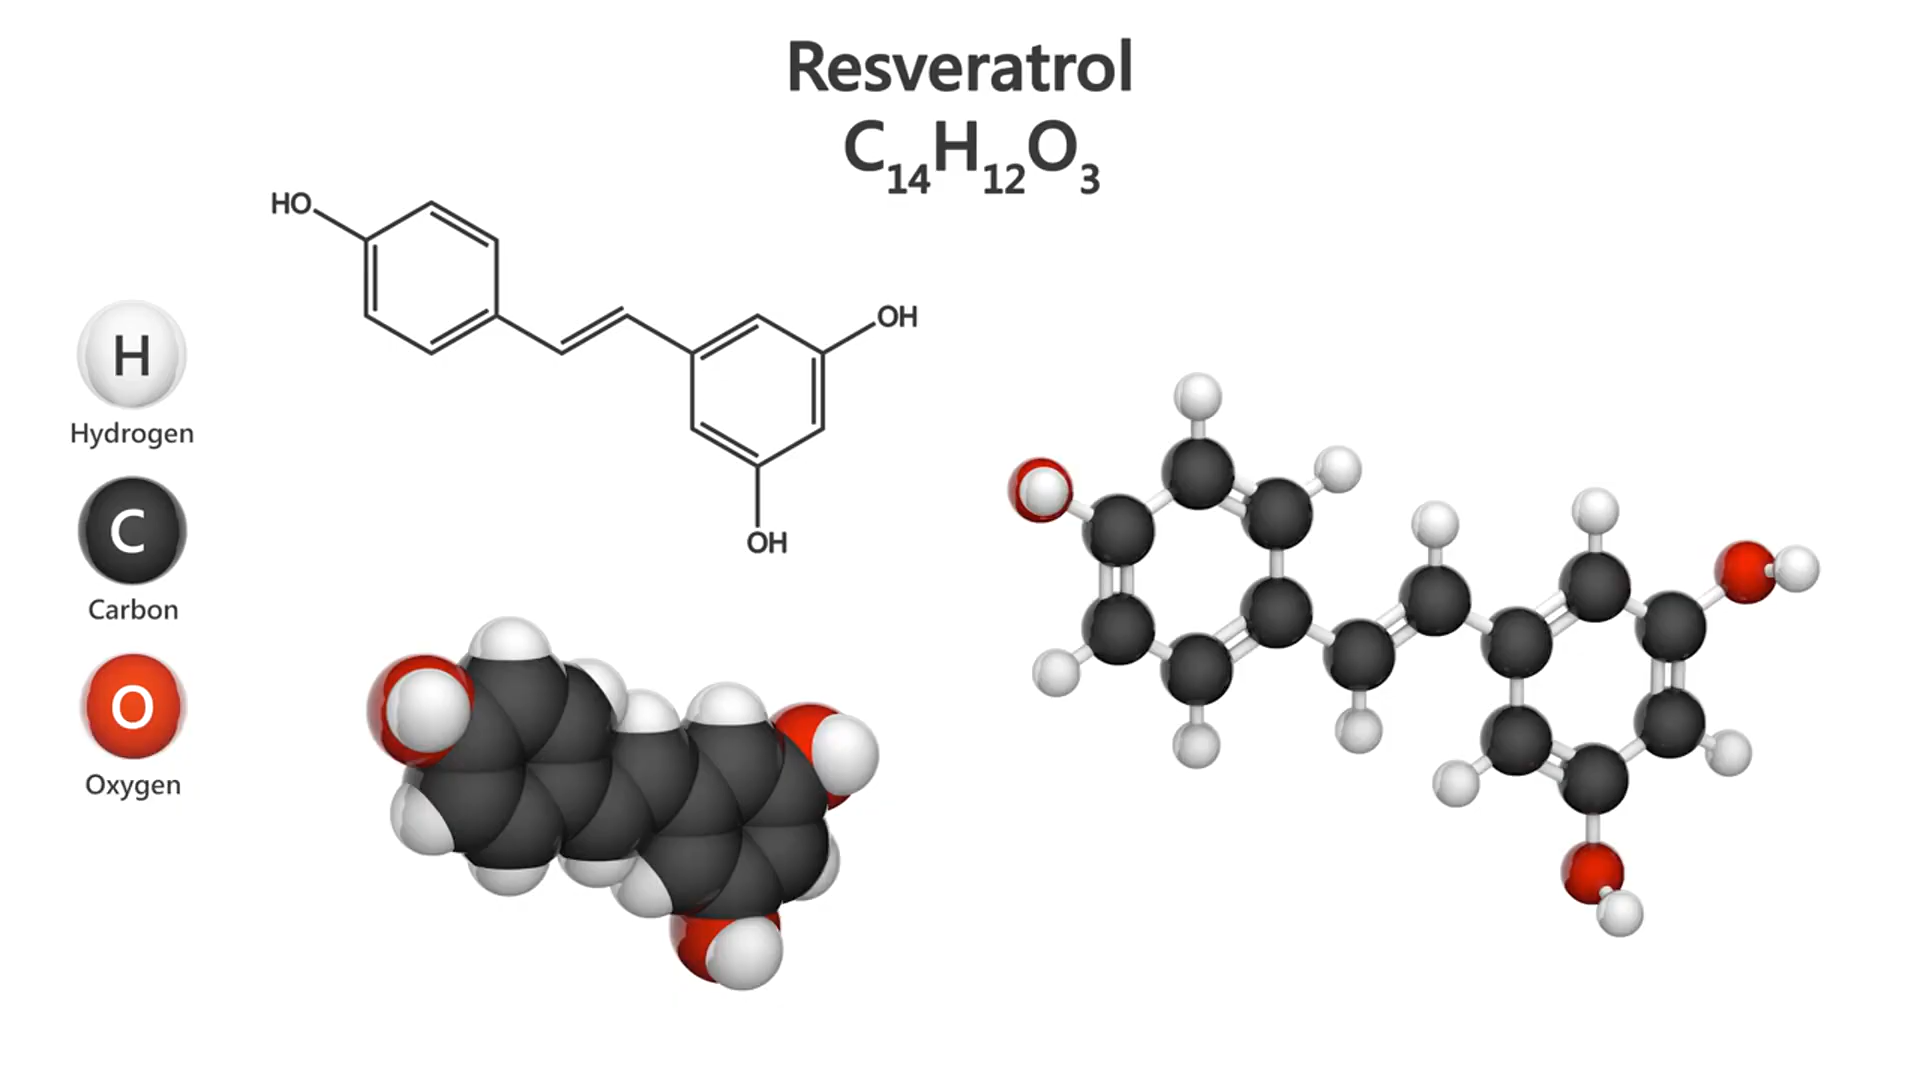 Resveratrol
C₁₄H₁₂O₃
HO
OH
OH
H
Hydrogen
C
Carbon
O
Oxygen